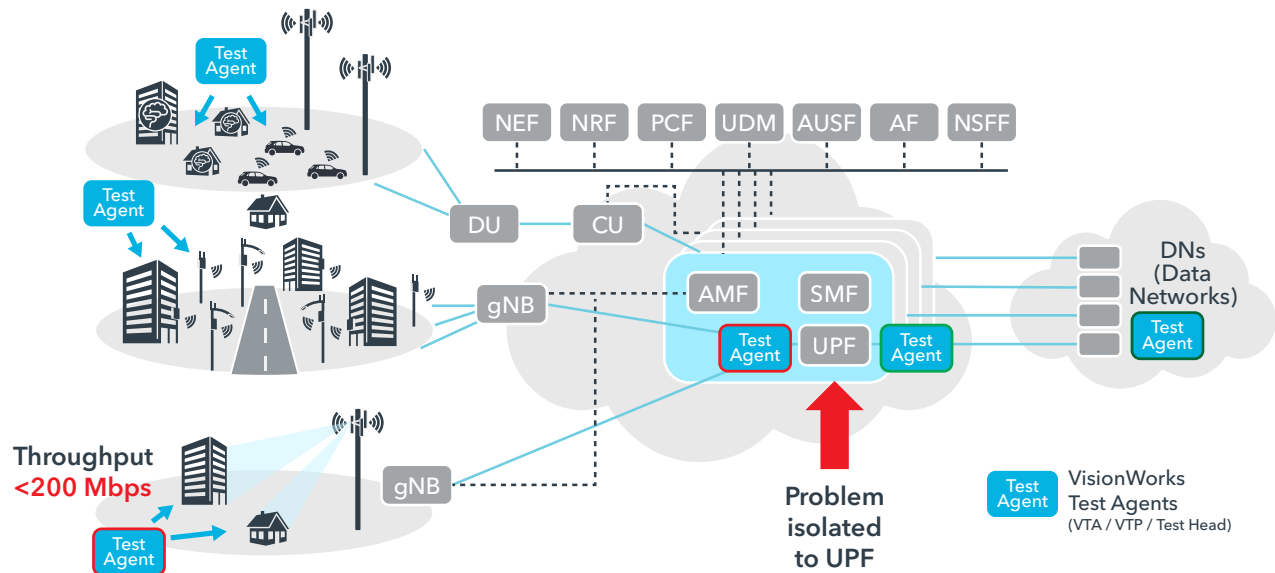 Test
Agent
NEF
NRF
PCF
UDM
AUSF
AF
NSFF
Test
Agent
DU
CU
DNs
(Data
Networks)
Test
Agent
gNB
AMF
SMF
Test
Agent
UPF
Test
Agent
Throughput
<200 Mbps
gNB
Test
Agent
Problem
isolated
to UPF
Test
Agent
VisionWorks
Test Agents
(VTA / VTP / Test Head)